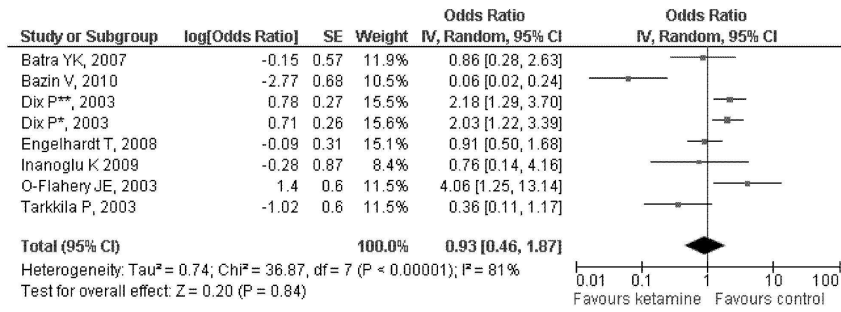 Odds Ratio Odds Ratio
Study or Subgroup log[Odds Ratio] SE Weight IV, Random, 95% CI IV, Random, 95% CI
Batra YK, 2007 -0.15 0.57 11.9% 0.86 [0.28, 2.63]
Bazin V, 2010 -2.77 0.68 10.5% 0.06 [0.02, 0.24]
Dix P**, 2003 0.78 0.27 15.5% 2.18 [1.29, 3.70]
Dix P*, 2003 0.71 0.26 15.6% 2.03 [1.22, 3.39]
Engelhardt T, 2008 -0.09 0.31 15.1% 0.91 [0.50, 1.68]
Inanoglu K 2009 -0.28 0.87 8.4% 0.76 [0.14, 4.16]
O-Flahery JE, 2003 1.4 0.6 11.5% 4.06 [1.25, 13.14]
Tarkkila P, 2003 -1.02 0.6 11.5% 0.36 [0.11, 1.17]
Total (95% CI) 100.0% 0.93 [0.46, 1.87]
Heterogeneity: Tau² = 0.74; Chi² = 36.87, df = 7 (P < 0.00001); I² = 81%
Test for overall effect: Z = 0.20 (P = 0.84)
0.01 0.1 1 10 100
Favours ketamine Favours control